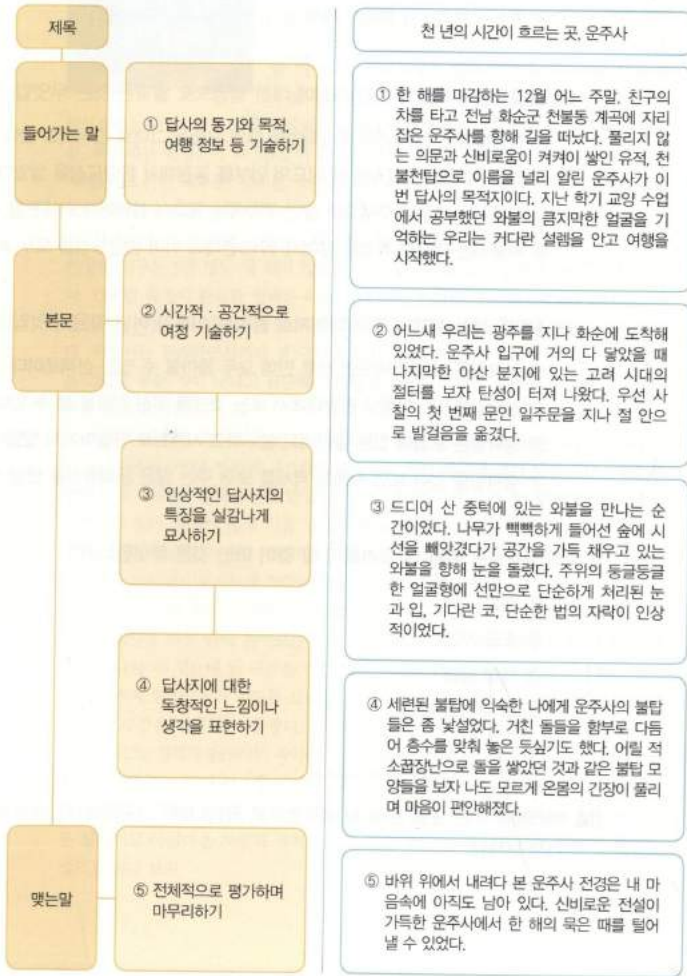 제목
천 년의 시간이 흐르는 곳, 운주사
들어가는 말
① 답사의 동기와 목적,
여행 정보 등 기술하기
① 한 해를 마감하는 12월 어느 주말, 친구의
차를 타고 전남 화순군 천불동 계곡에 자리
잡은 운주사를 향해 길을 떠났다. 풀리지 않
는 의문과 신비로움이 켜켜이 쌓인 유적, 천
불천탑으로 이름을 널리 알린 운주사가 이
번 답사의 목적지이다. 지난 학기 교양 수업
에서 공부했던 와불의 큼지막한 얼굴을 기
억하는 우리는 커다란 설렘을 안고 여행을
시작했다.
본문
② 시간적·공간적으로
여정 기술하기
② 어느새 우리는 광주를 지나 화순에 도착해
있었다. 운주사 입구에 거의 다 닿았을 때
나지막한 야산 분지에 있는 고려 시대의
절터를 보자 탄성이 터져 나왔다. 우선 사
찰의 첫 번째 문인 일주문을 지나 절 안으
로 발걸음을 옮겼다.
③ 인상적인 답사지의
특징을 실감나게
묘사하기
③ 드디어 산 중턱에 있는 와불을 만나는 순
간이었다. 나무가 빽빽하게 들어선 숲에 시
선을 빼앗겼다가 공간을 가득 채우고 있는
와불을 향해 눈을 돌렸다. 주위의 둥글둥글
한 얼굴형에 선만으로 단순하게 처리된 눈
과 입, 기다란 코, 단순한 법의 자락이 인상
적이었다.
④ 답사지에 대한
독창적인 느낌이나
생각을 표현하기
④ 세련된 불탑에 익숙한 나에게 운주사의 불탑
들은 좀 낯설었다. 거친 돌들을 함부로 다듬
어 층수를 맞춰 놓은 듯싶기도 했다. 어릴 적
소꿉장난으로 돌을 쌓았던 것과 같은 불탑 모
양들을 보자 나도 모르게 온몸의 긴장이 풀리
며 마음이 편안해졌다.
맺는말
⑤ 전체적으로 평가하며
마무리하기
⑤ 바위 위에서 내려다 본 운주사 전경은 내 마
음속에 아직도 남아 있다. 신비로운 전설이
가득한 운주사에서 한 해의 묵은 때를 털어
낼 수 있었다.